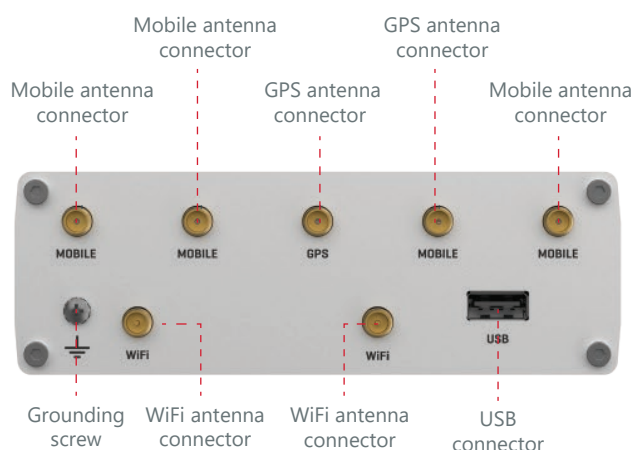 Mobile antenna
connector
GPS antenna
connector
Mobile antenna
connector
GPS antenna
connector
Mobile antenna
connector
MOBILE
MOBILE
GPS
MOBILE
MOBILE
WiFi
WiFi
USB
Grounding
screw
WiFi antenna
connector
WiFi antenna
connector
USB
connector